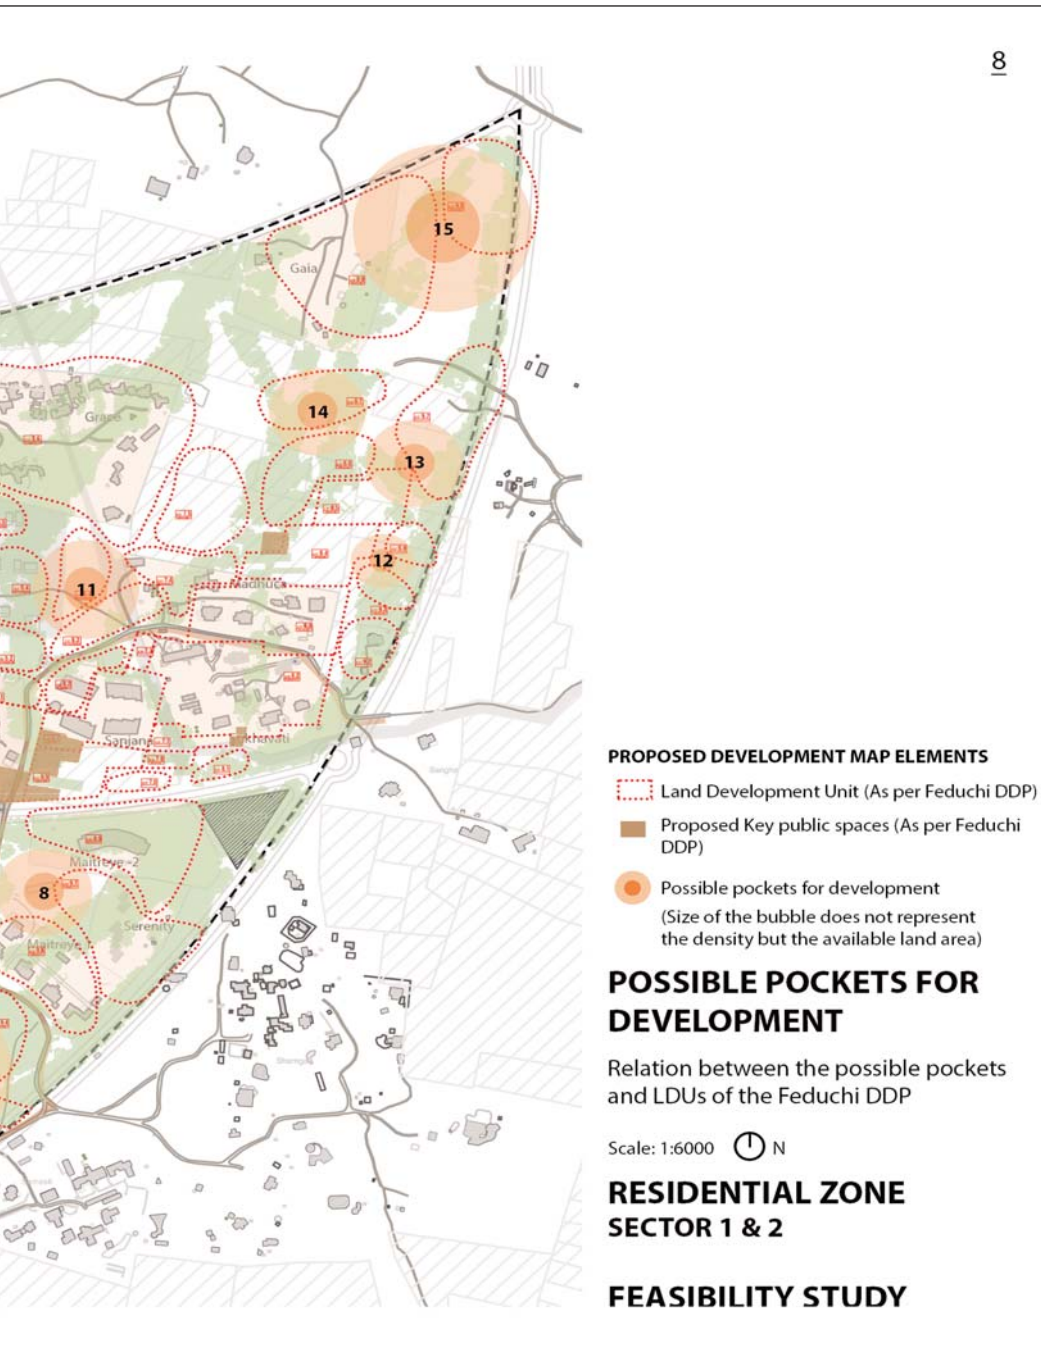 8
15
Gaia
14
Grace
13
12
11
Madhuca
Sanjana
Sukhavati
Maitreye-2
8
Serenity
Maitreye
PROPOSED DEVELOPMENT MAP ELEMENTS
Land Development Unit (As per Feduchi DDP)
Proposed Key public spaces (As per Feduchi
DDP)
Possible pockets for development
(Size of the bubble does not represent
the density but the available land area)
POSSIBLE POCKETS FOR
DEVELOPMENT
Relation between the possible pockets
and LDUs of the Feduchi DDP
Scale: 1:6000 N
RESIDENTIAL ZONE
SECTOR 1 & 2
FEASIBILITY STUDY